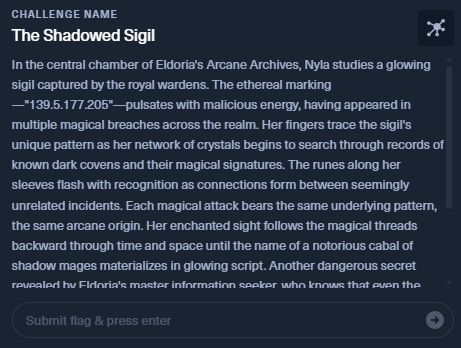 CHALLENGE NAME
The Shadowed Sigil
In the central chamber of Eldoria's Arcane Archives, Nyla studies a glowing
sigil captured by the royal wardens. The ethereal marking
—"139.5.177.205"—pulsates with malicious energy, having appeared in
multiple magical breaches across the realm. Her fingers trace the sigil's
unique pattern as her network of crystals begins to search through records of
known dark covens and their magical signatures. The runes along her
sleeves flash with recognition as connections form between seemingly
unrelated incidents. Each magical attack bears the same underlying pattern,
the same arcane origin. Her enchanted sight follows the magical threads
backward through time and space until the name of a notorious cabal of
shadow mages materializes in glowing script. Another dangerous secret
revealed by Eldoria's master information seeker, who knows that even the
Submit flag & press enter